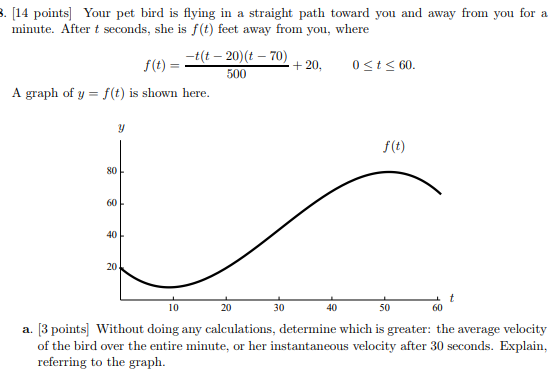 8. [14 points] Your pet bird is flying in a straight path toward you and away from you for a
minute. After t seconds, she is f(t) feet away from you, where
f(t) = −t(t − 20)(t − 70)/500 + 20,   0 ≤ t ≤ 60.
A graph of y = f(t) is shown here.
y
f(t)
80
60
40
20
t
10 20 30 40 50 60
a. [3 points] Without doing any calculations, determine which is greater: the average velocity
of the bird over the entire minute, or her instantaneous velocity after 30 seconds. Explain,
referring to the graph.